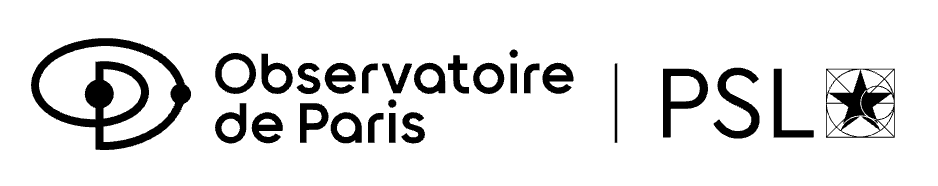 Observatoire
de Paris
PSL